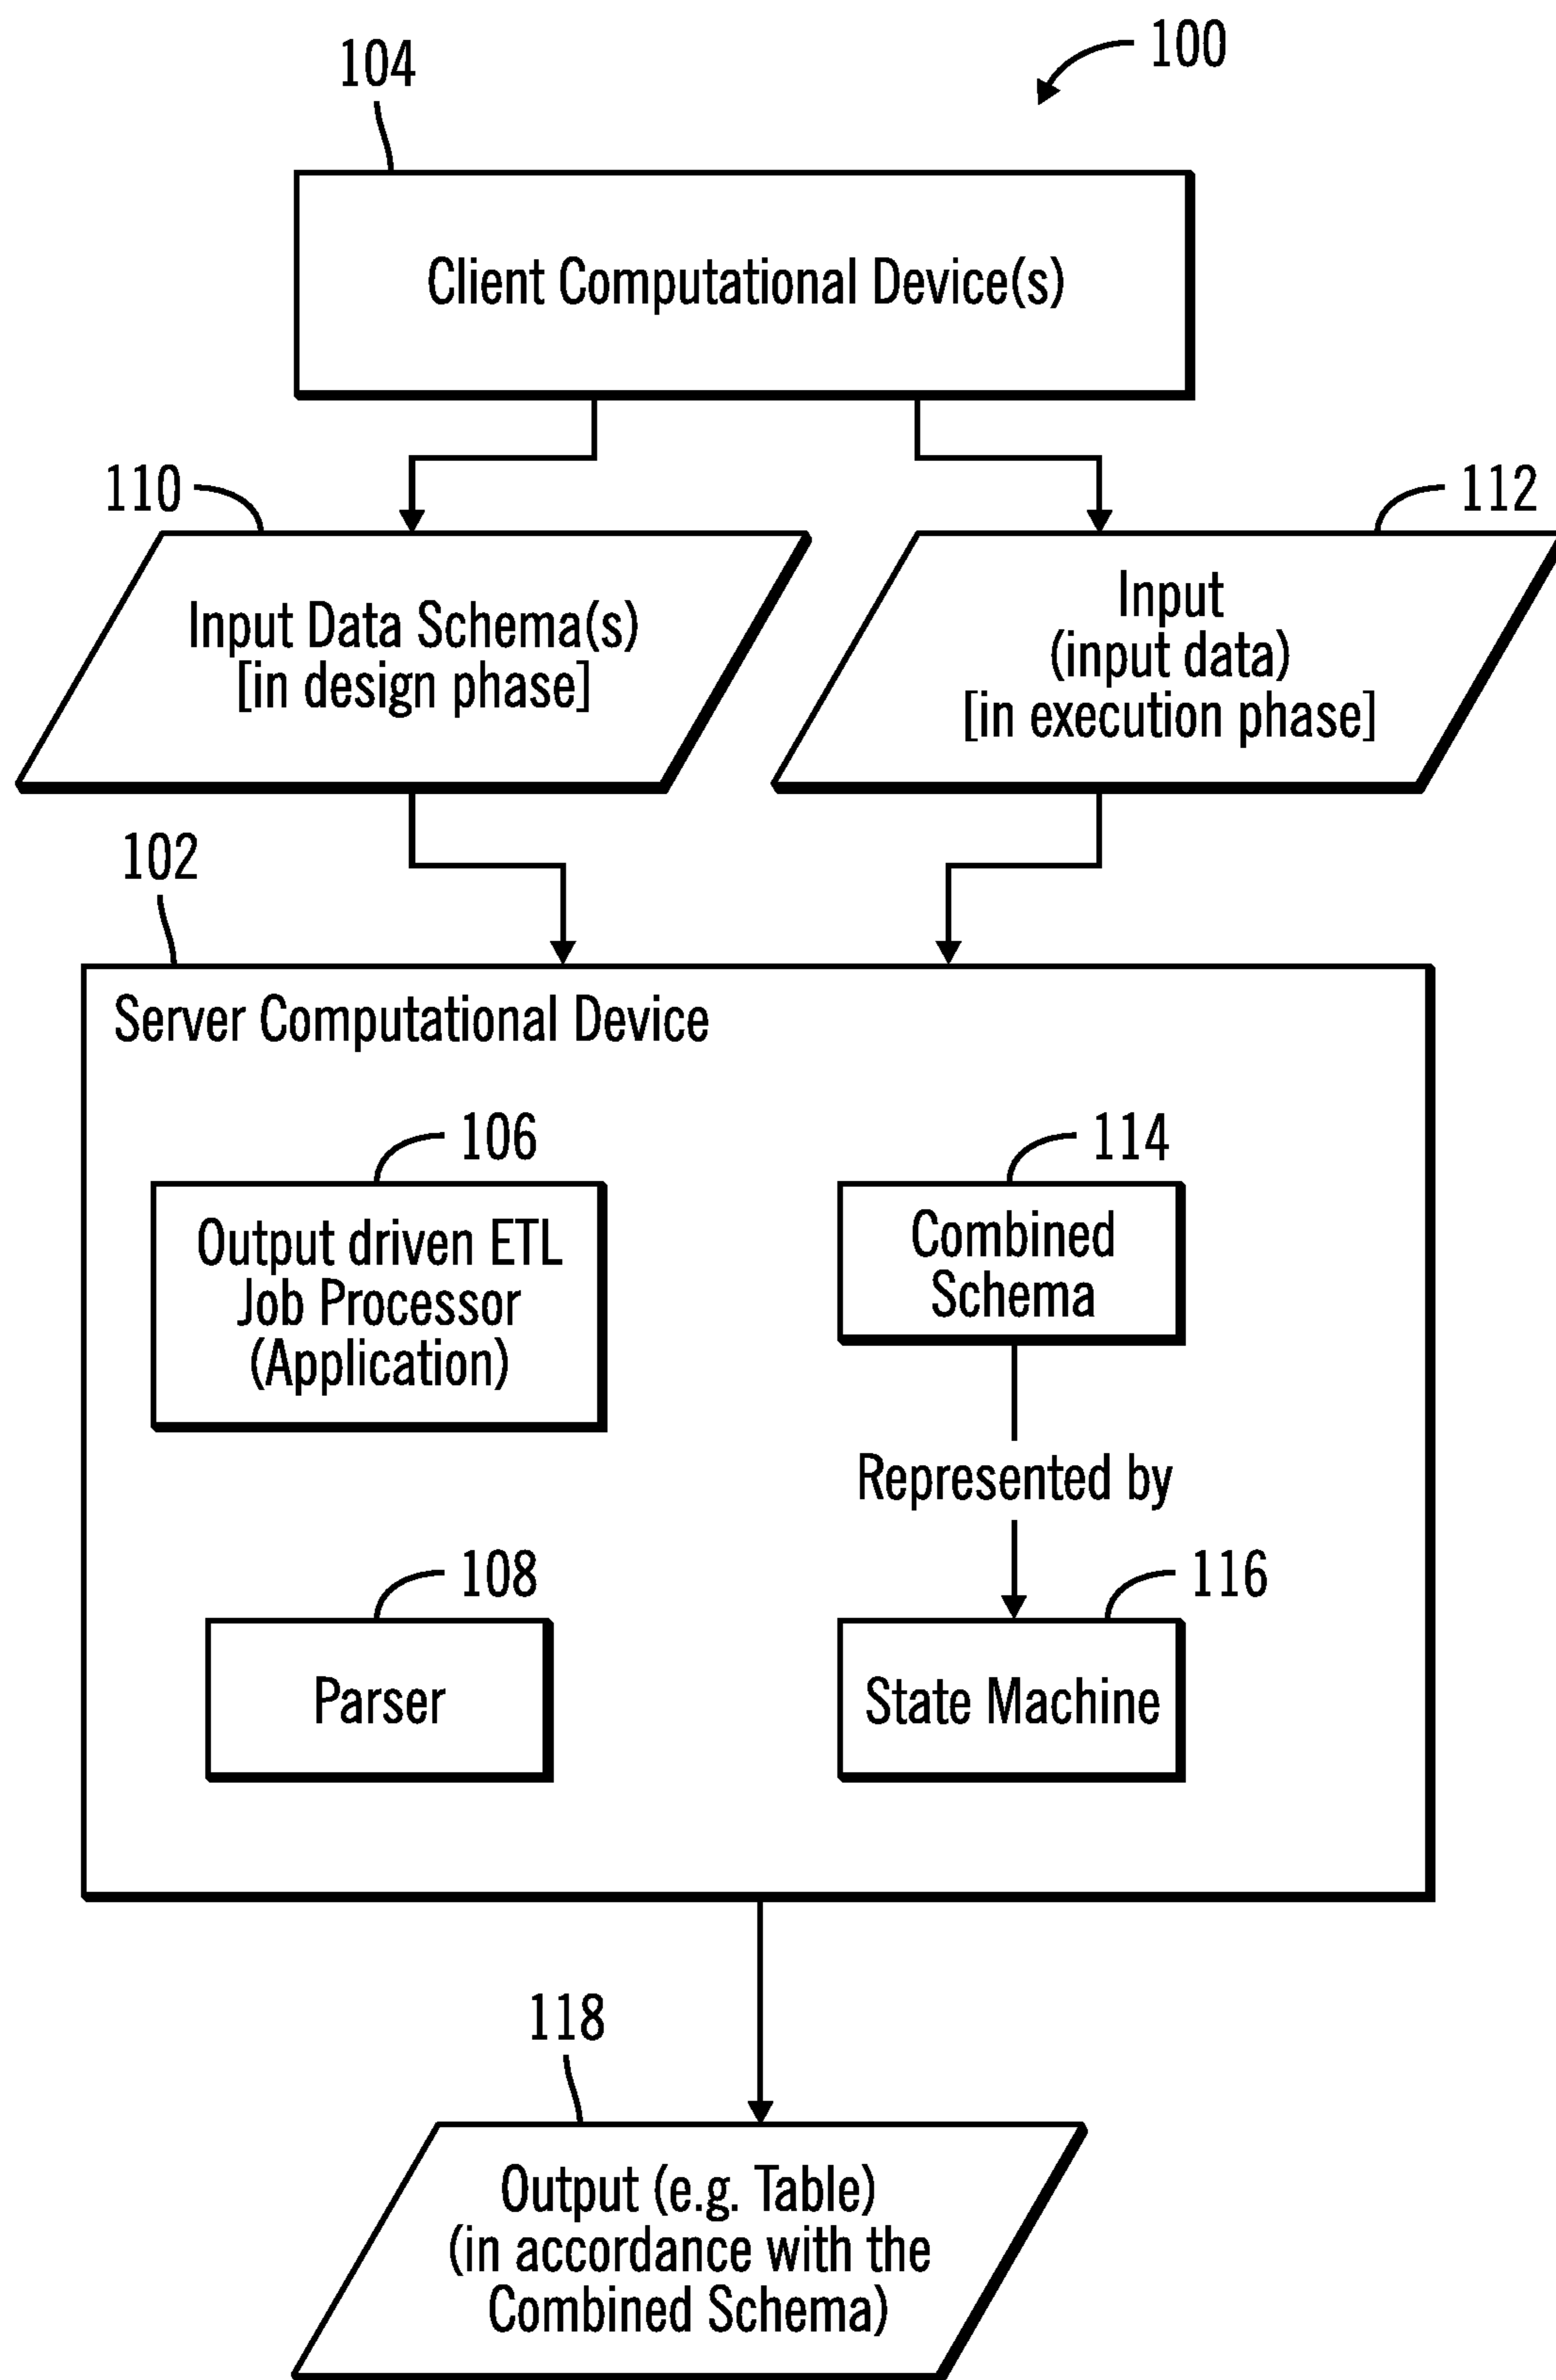 100
104
Client Computational Device(s)
110
112
Input Data Schema(s)
[in design phase]
Input
(input data)
[in execution phase]
102
Server Computational Device
106
Output driven ETL
Job Processor
(Application)
114
Combined
Schema
Represented by
108
Parser
116
State Machine
118
Output (e.g. Table)
(in accordance with the
Combined Schema)